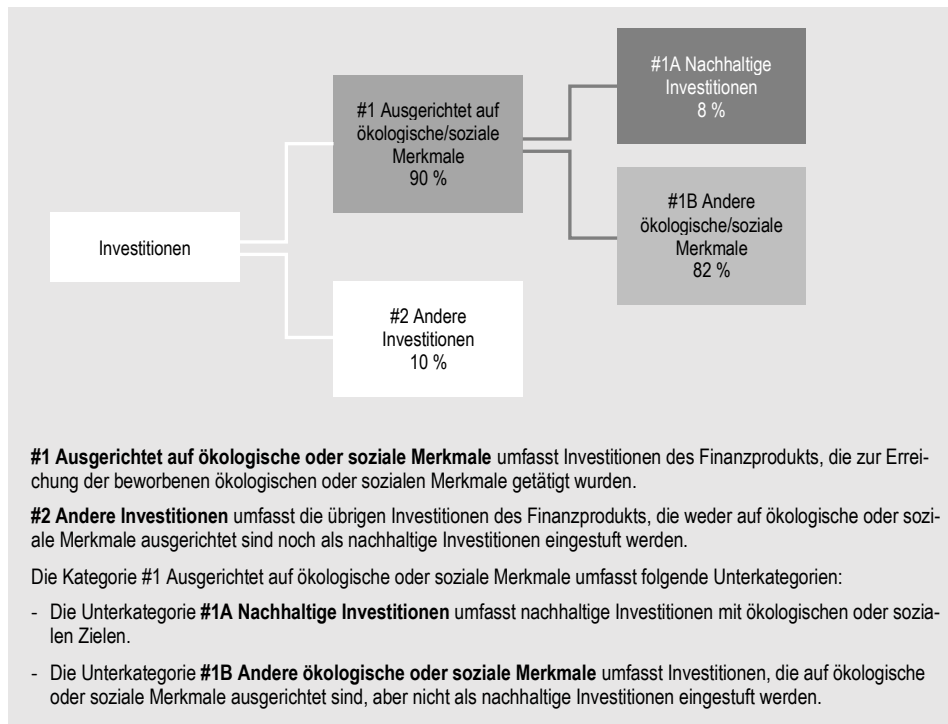 #1A Nachhaltige
Investitionen
8 %
#1 Ausgerichtet auf
ökologische/soziale
Merkmale
90 %
#1B Andere
ökologische/soziale
Merkmale
82 %
Investitionen
#2 Andere
Investitionen
10 %
#1 Ausgerichtet auf ökologische oder soziale Merkmale umfasst Investitionen des Finanzprodukts, die zur Errei-
chung der beworbenen ökologischen oder sozialen Merkmale getätigt wurden.
#2 Andere Investitionen umfasst die übrigen Investitionen des Finanzprodukts, die weder auf ökologische oder sozi-
ale Merkmale ausgerichtet sind noch als nachhaltige Investitionen eingestuft werden.
Die Kategorie #1 Ausgerichtet auf ökologische oder soziale Merkmale umfasst folgende Unterkategorien:
- Die Unterkategorie #1A Nachhaltige Investitionen umfasst nachhaltige Investitionen mit ökologischen oder sozia-
len Zielen.
- Die Unterkategorie #1B Andere ökologische oder soziale Merkmale umfasst Investitionen, die auf ökologische
oder soziale Merkmale ausgerichtet sind, aber nicht als nachhaltige Investitionen eingestuft werden.